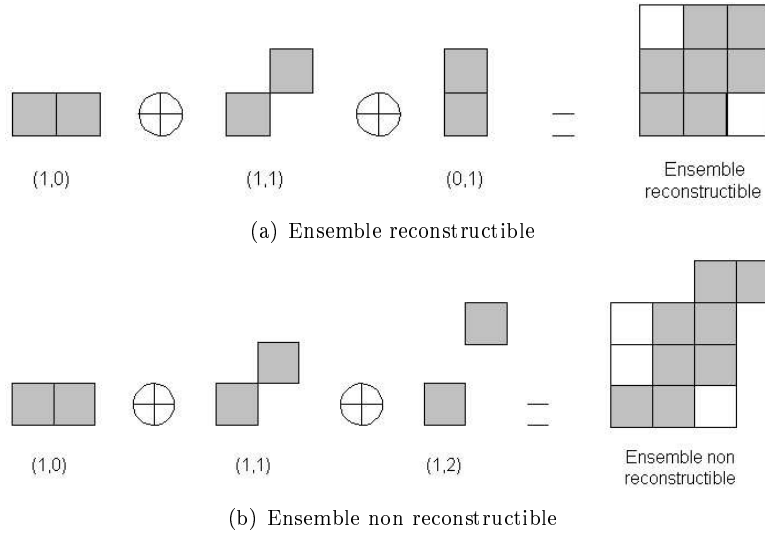 (1,0) (1,1) (0,1) Ensemble
reconstructible
(a) Ensemble reconstructible
(1,0) (1,1) (1,2) Ensemble non
reconstructible
(b) Ensemble non reconstructible